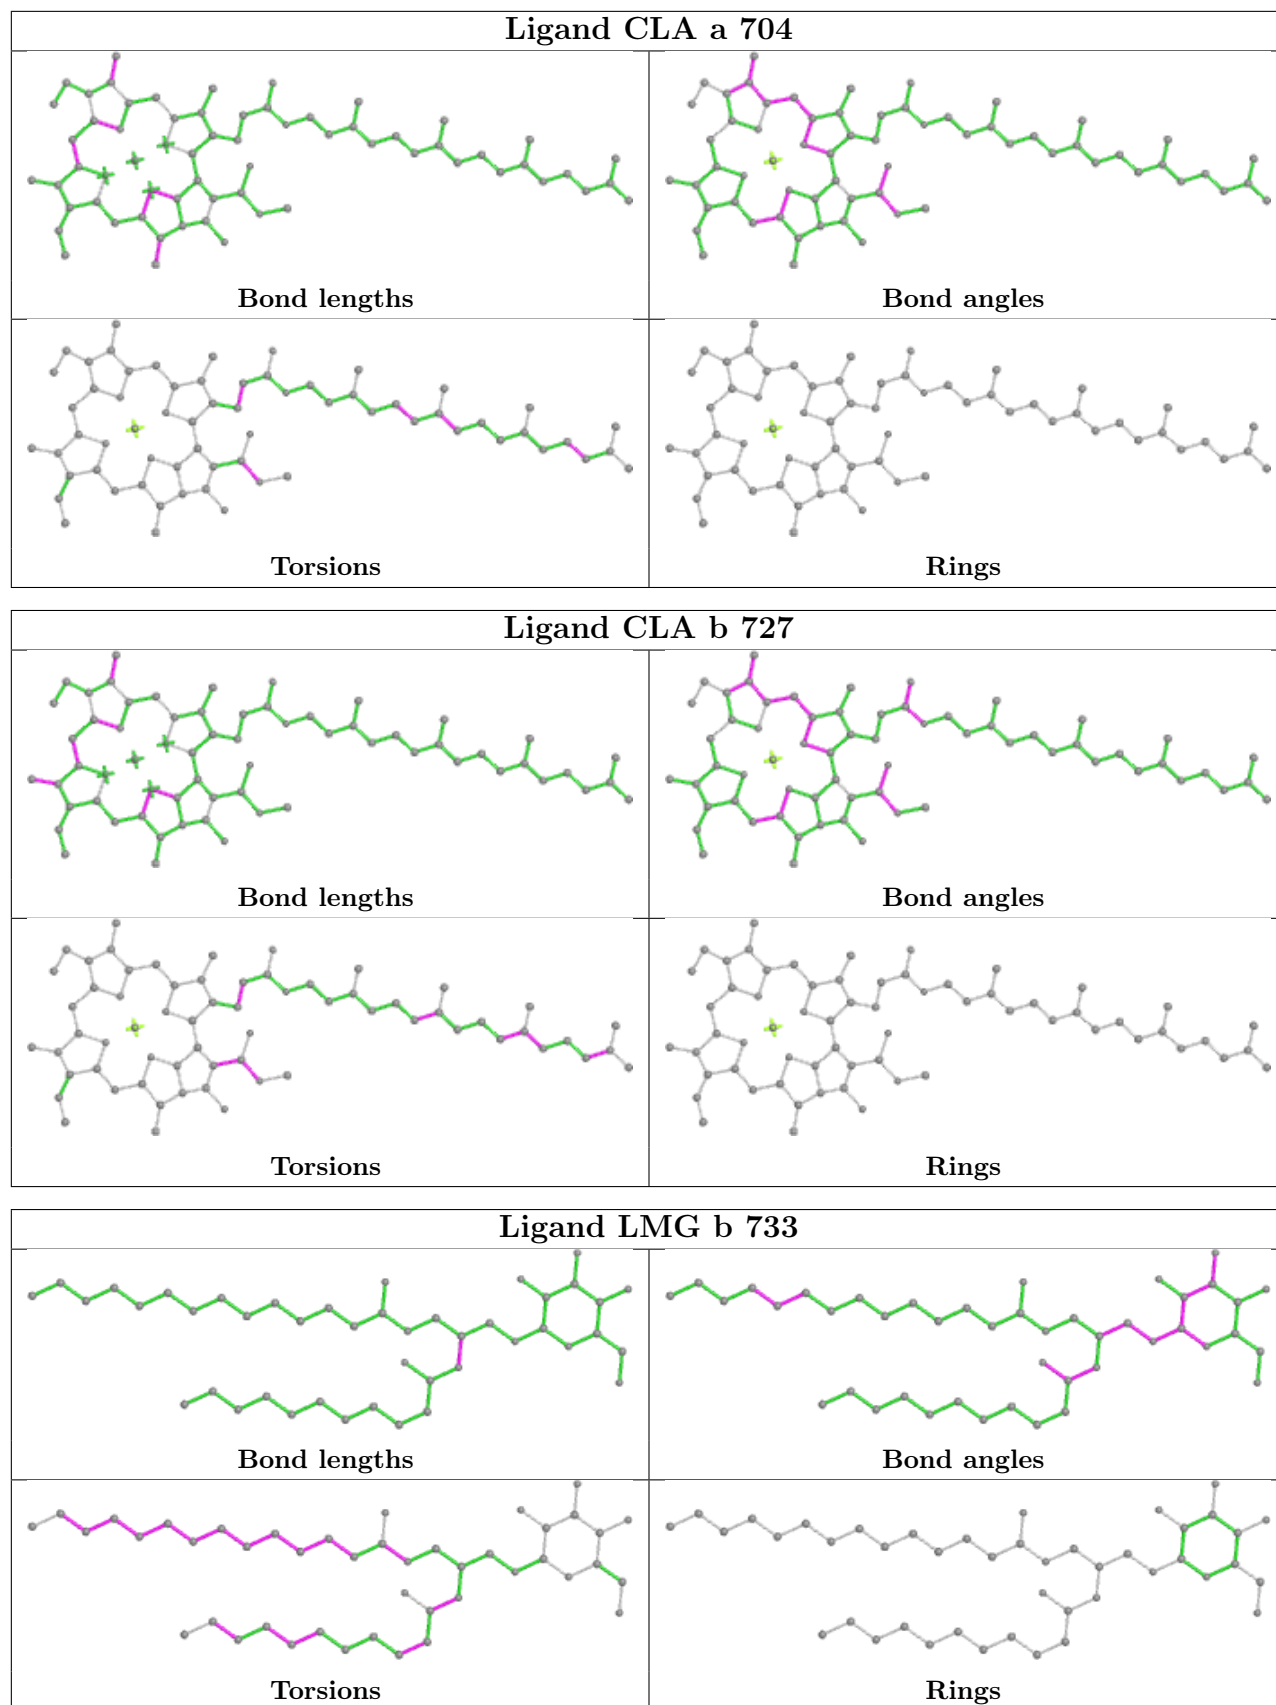 Ligand CLA a 704
Bond lengths
Bond angles
Torsions
Rings
Ligand CLA b 727
Bond lengths
Bond angles
Torsions
Rings
Ligand LMG b 733
Bond lengths
Bond angles
Torsions
Rings